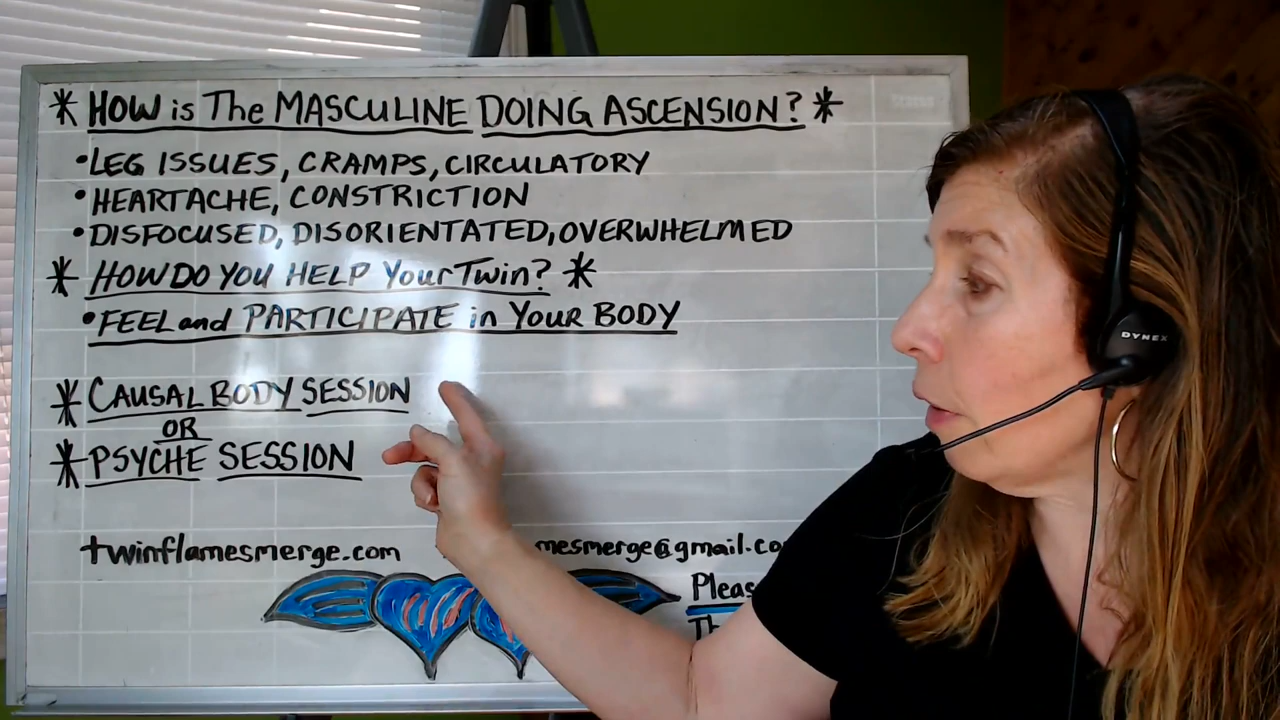 * HOW is The MASCULINE DOING ASCENSION? *
• LEG ISSUES, CRAMPS, CIRCULATORY
• HEARTACHE, CONSTRICTION
• DISFOCUSED, DISORIENTATED, OVERWHELMED
* HOW DO YOU HELP Your Twin? *
• FEEL and PARTICIPATE in YOUR BODY
* CAUSAL BODY SESSION
OR
* PSYCHE SESSION
twinflamesmerge.com
mesmerge@gmail.co
Pleas
Th
DYNEX